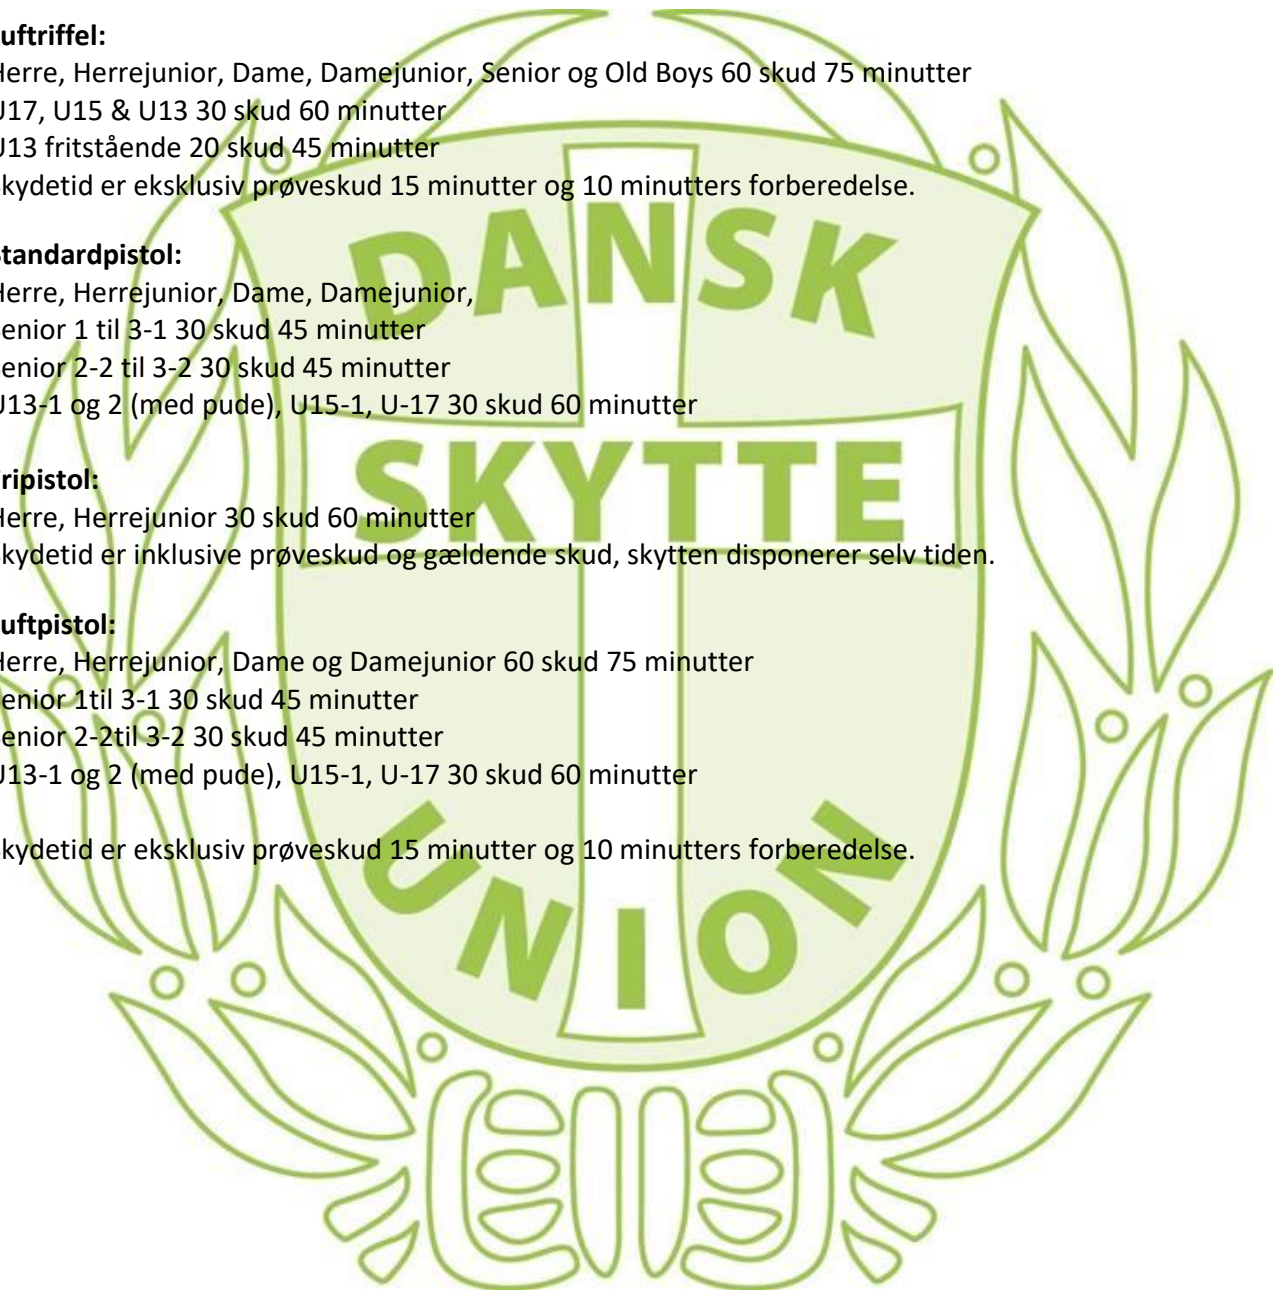 uftriffel:
Herre, Herrejunior, Dame, Damejunior, Senior og Old Boys 60 skud 75 minutter
U17, U15 & U13 30 skud 60 minutter
U13 fritstående 20 skud 45 minutter
kydetid er eksklusiv prøveskud 15 minutter og 10 minutters forberedelse.
tandardpistol:
Herre, Herrejunior, Dame, Damejunior,
enior 1 til 3-1 30 skud 45 minutter
enior 2-2 til 3-2 30 skud 45 minutter
U13-1 og 2 (med pude), U15-1, U-17 30 skud 60 minutter
ripistol:
Herre, Herrejunior 30 skud 60 minutter
kydetid er inklusive prøveskud og gældende skud, skytten disponerer selv tiden.
uftpistol:
Herre, Herrejunior, Dame og Damejunior 60 skud 75 minutter
enior 1til 3-1 30 skud 45 minutter
enior 2-2til 3-2 30 skud 45 minutter
U13-1 og 2 (med pude), U15-1, U-17 30 skud 60 minutter
kydetid er eksklusiv prøveskud 15 minutter og 10 minutters forberedelse.
DANSK
SKYTTE
UNION